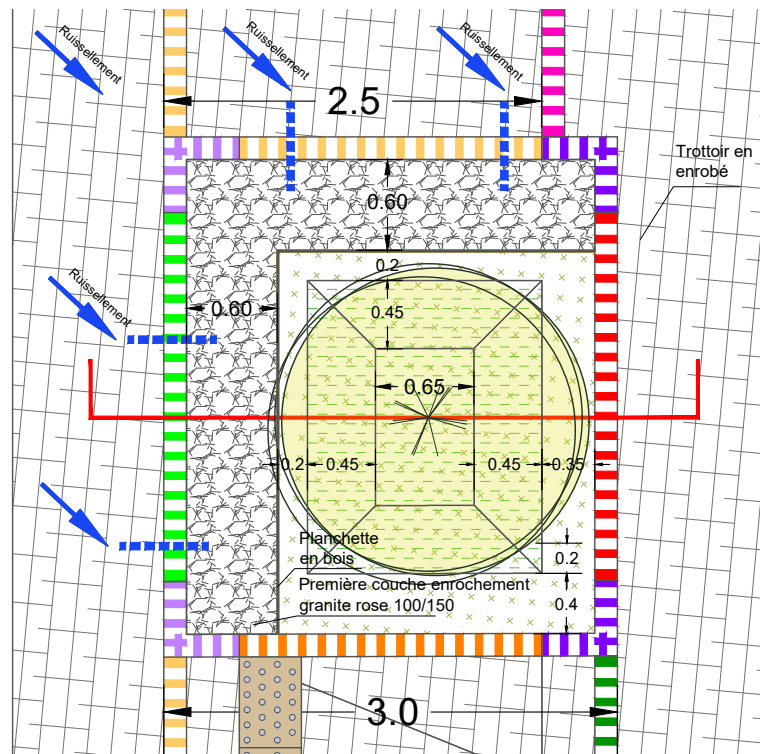 Ruissellement
Ruissellement
Ruissellement
2.5
Trottoir en
enrobé
0.60
0.2
Ruissellement
0.60
0.45
0.65
0.2
0.45
0.45
0.35
Planchette
en bois
0.2
Première couche enrochement
granite rose 100/150
0.4
3.0